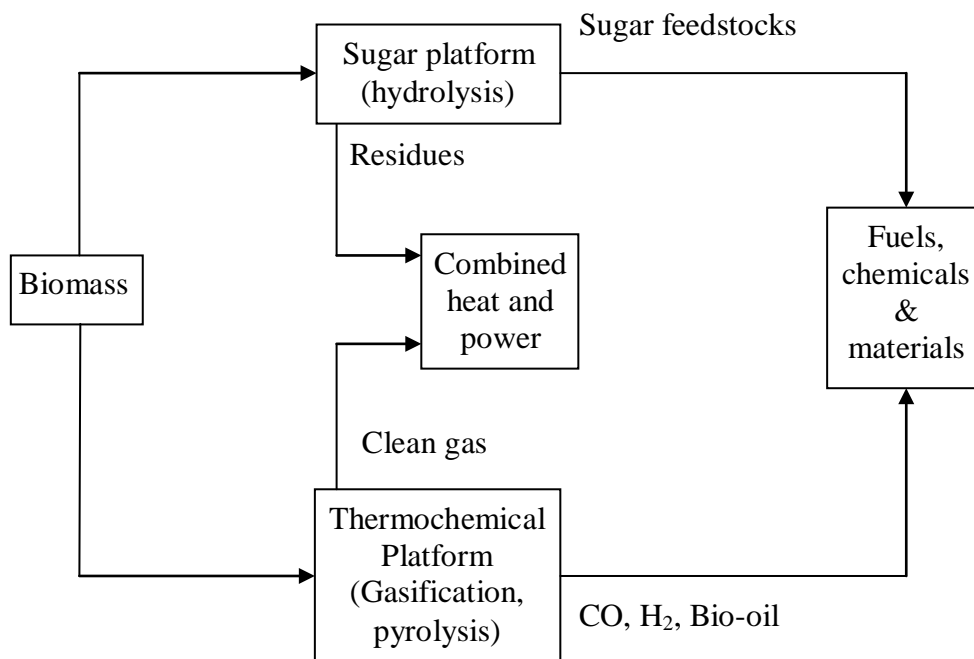 Sugar feedstocks
Sugar platform
(hydrolysis)
Residues
Biomass
Combined
heat and
power
Fuels,
chemicals
&
materials
Clean gas
Thermochemical
Platform
(Gasification,
pyrolysis)
CO, H₂, Bio-oil